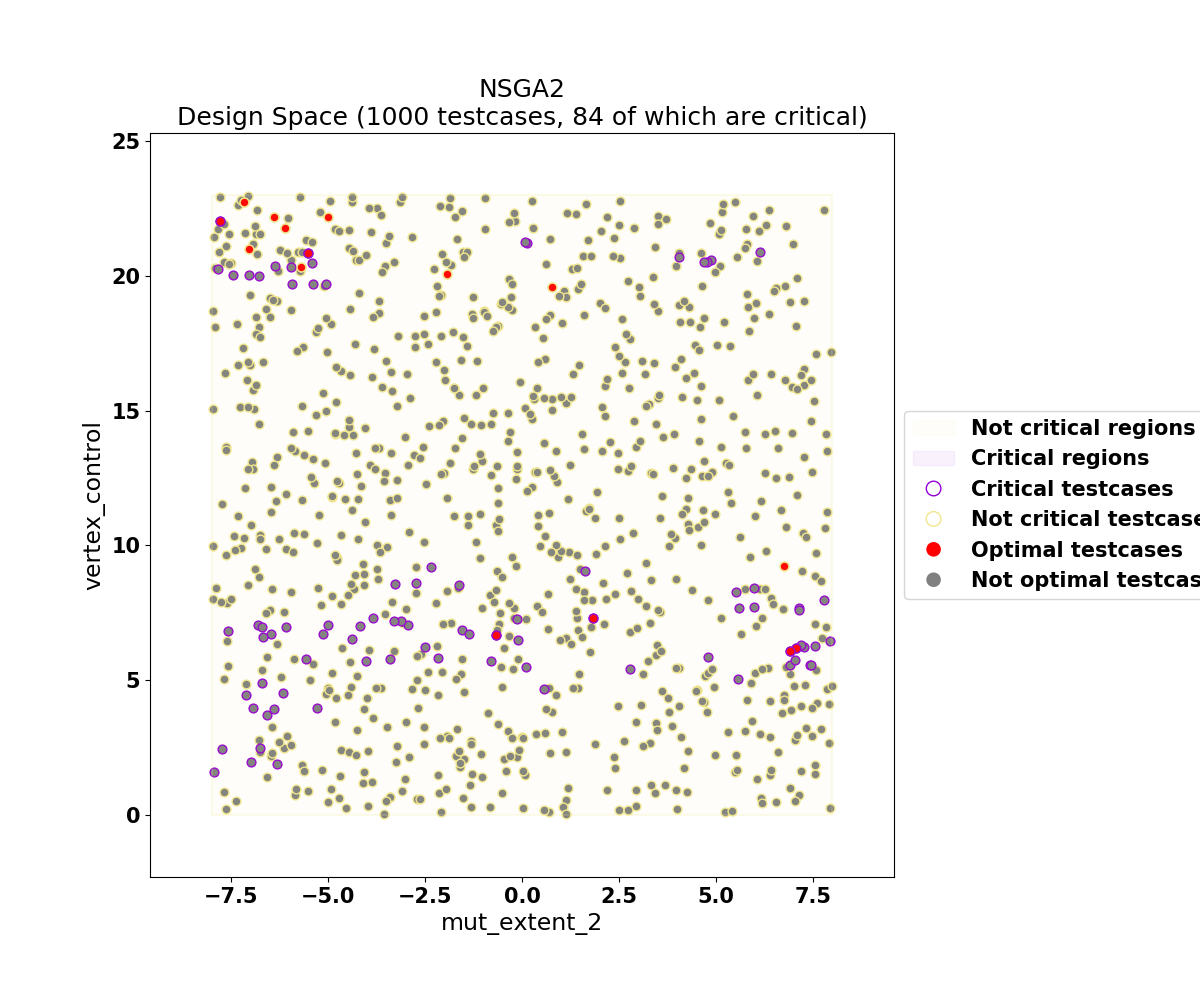 NSGA2
Design Space (1000 testcases, 84 of which are critical)
25
20
15
10
5
0
vertex_control
−7.5 −5.0 −2.5 0.0 2.5 5.0 7.5
mut_extent_2
Not critical regions
Critical regions
Critical testcases
Not critical testcase
Optimal testcases
Not optimal testcas